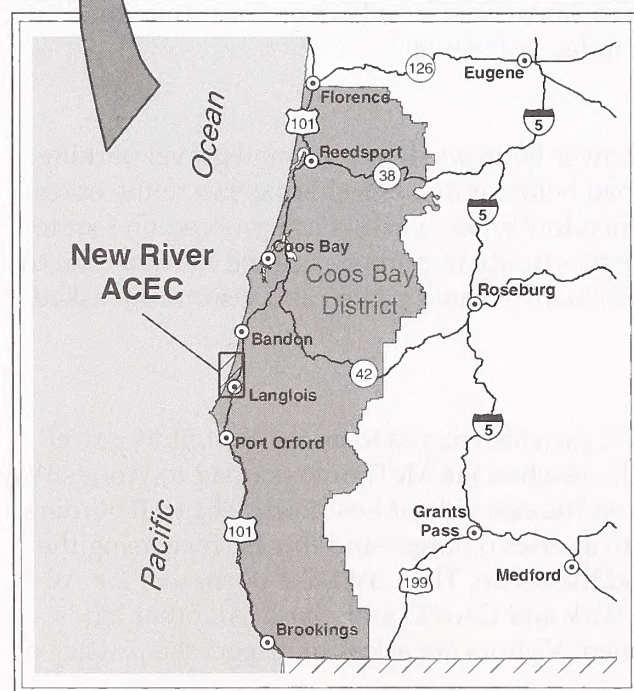 126
Eugene
Florence
Ocean
101
5
Reedsport
38
5
Coos Bay
New River
ACEC
Coos Bay
District
Roseburg
Bandon
42
Langlois
5
Port Orford
Grants
Pass
101
Pacific
Medford
199
Brookings